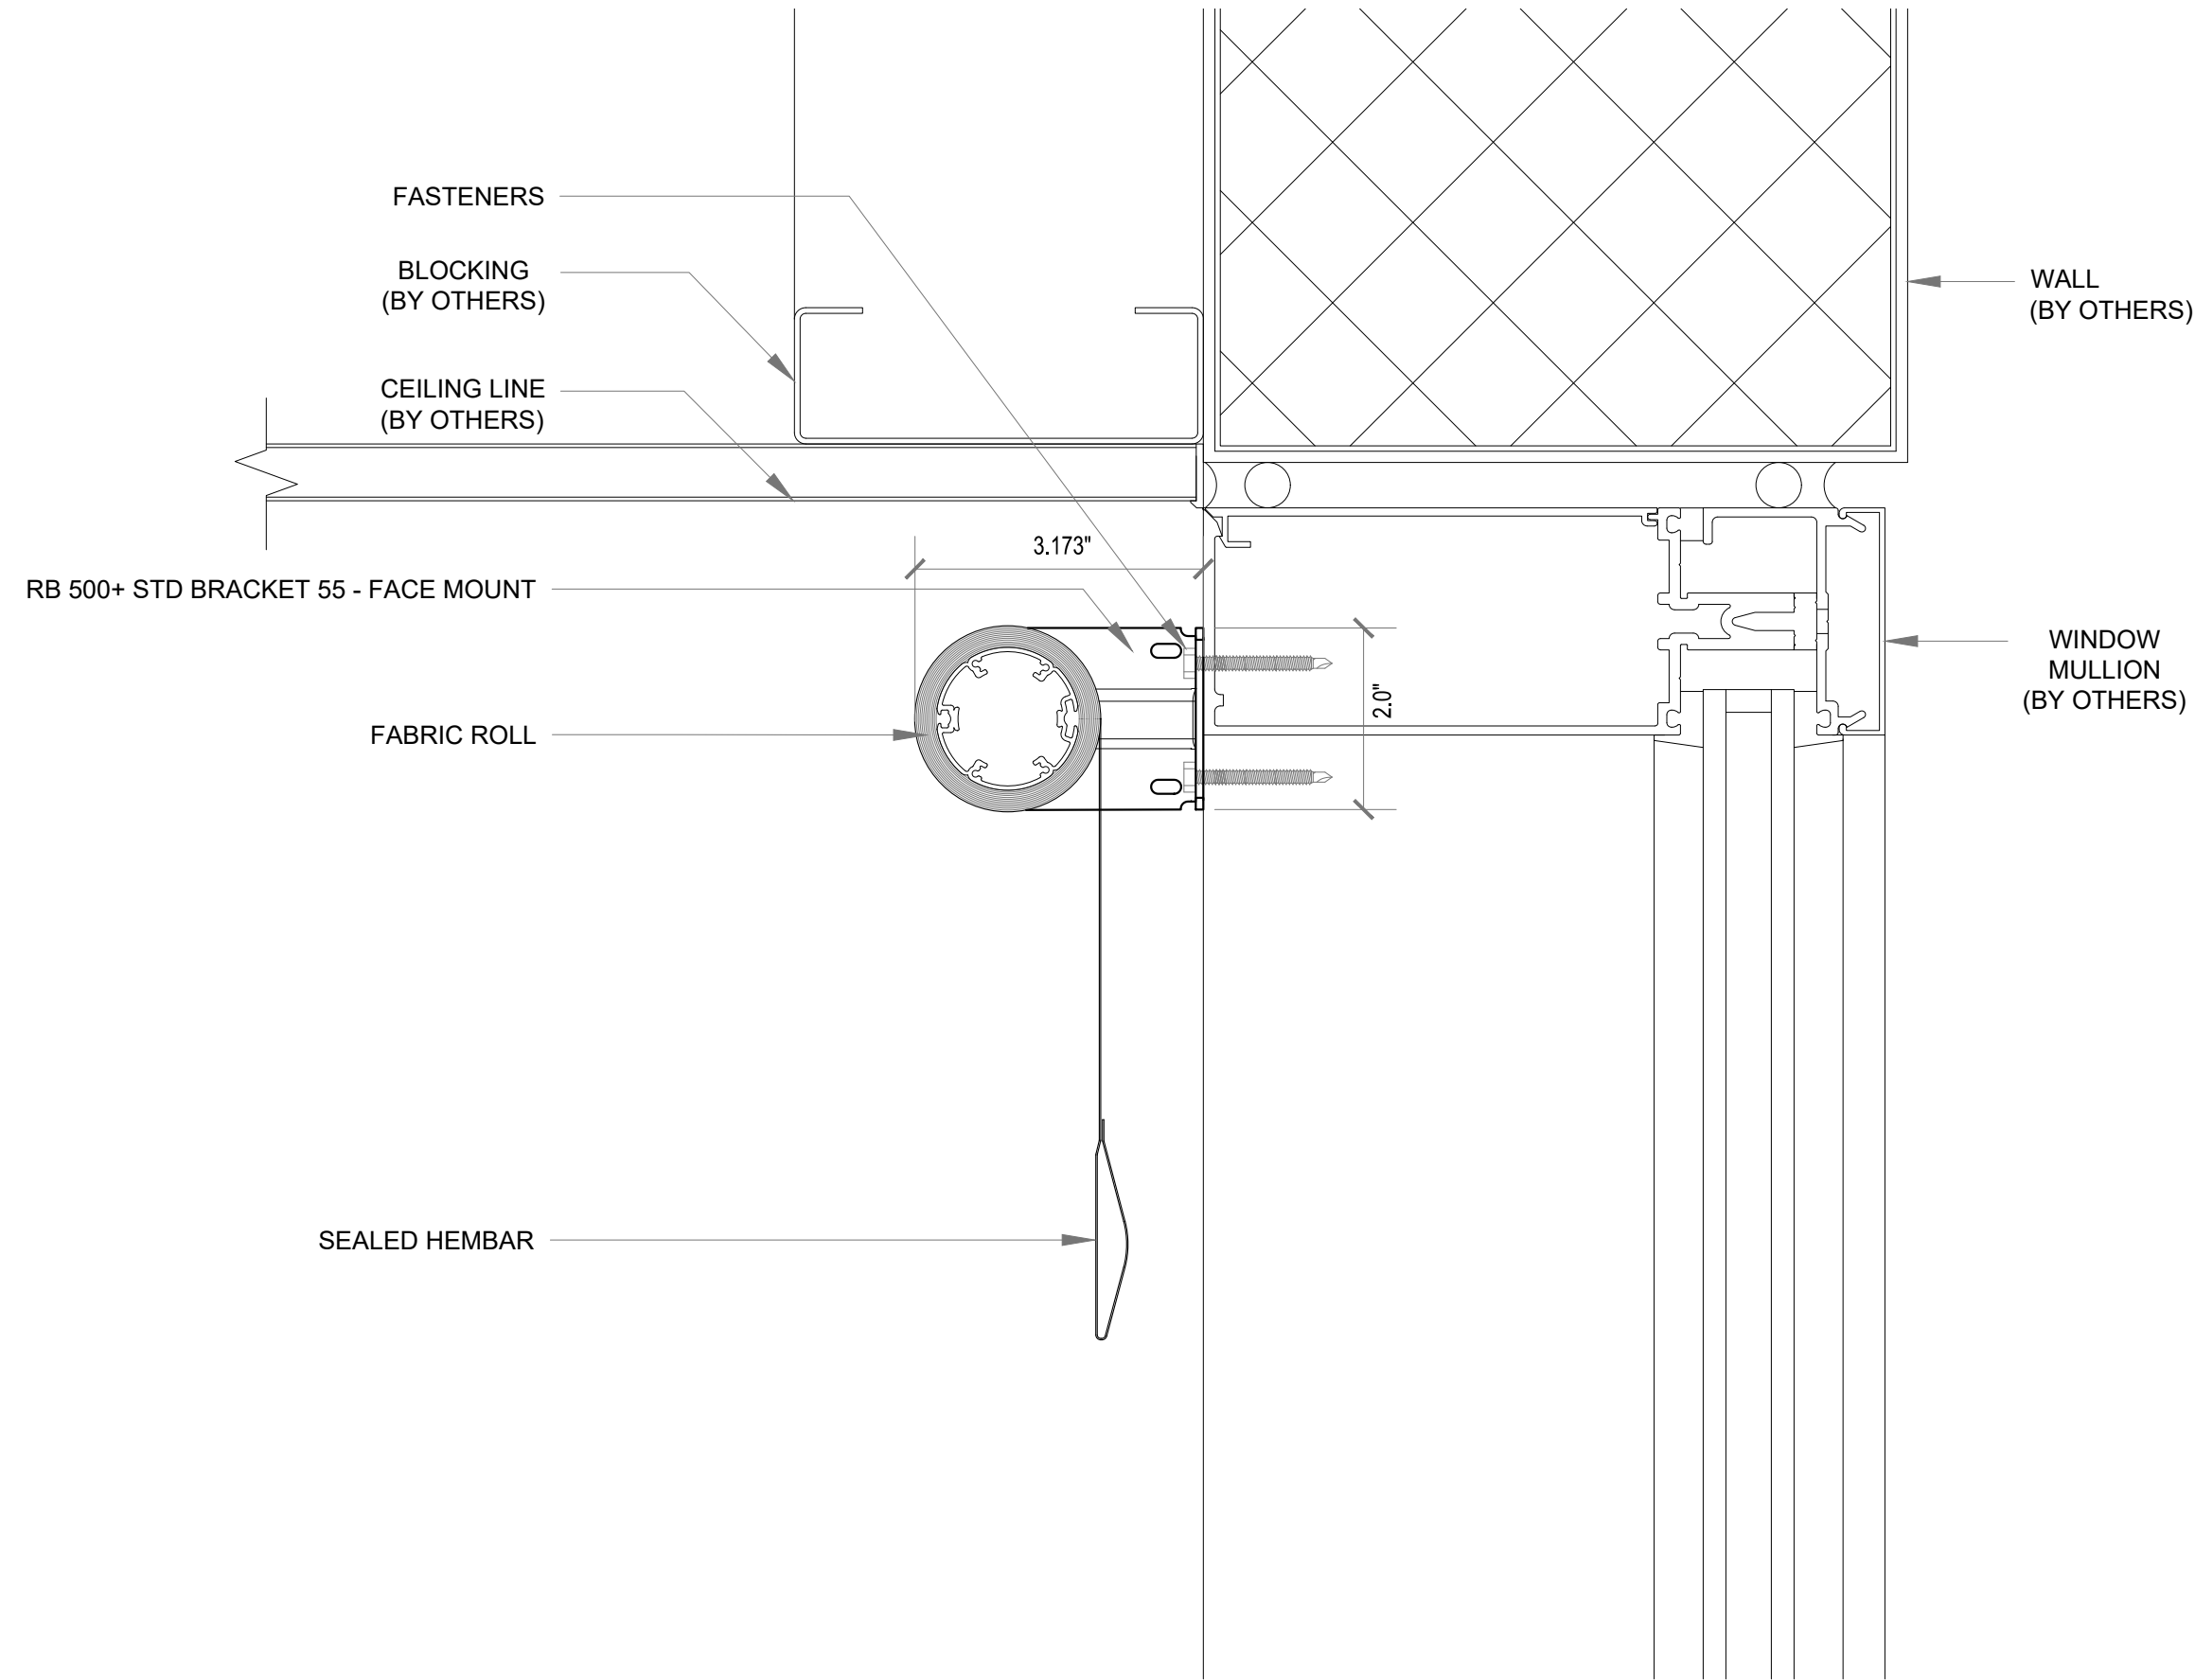 FASTENERS
BLOCKING
(BY OTHERS)
WALL
(BY OTHERS)
CEILING LINE
(BY OTHERS)
3.173"
RB 500+ STD BRACKET 55 - FACE MOUNT
WINDOW
MULLION
(BY OTHERS)
2.0"
FABRIC ROLL
SEALED HEMBAR